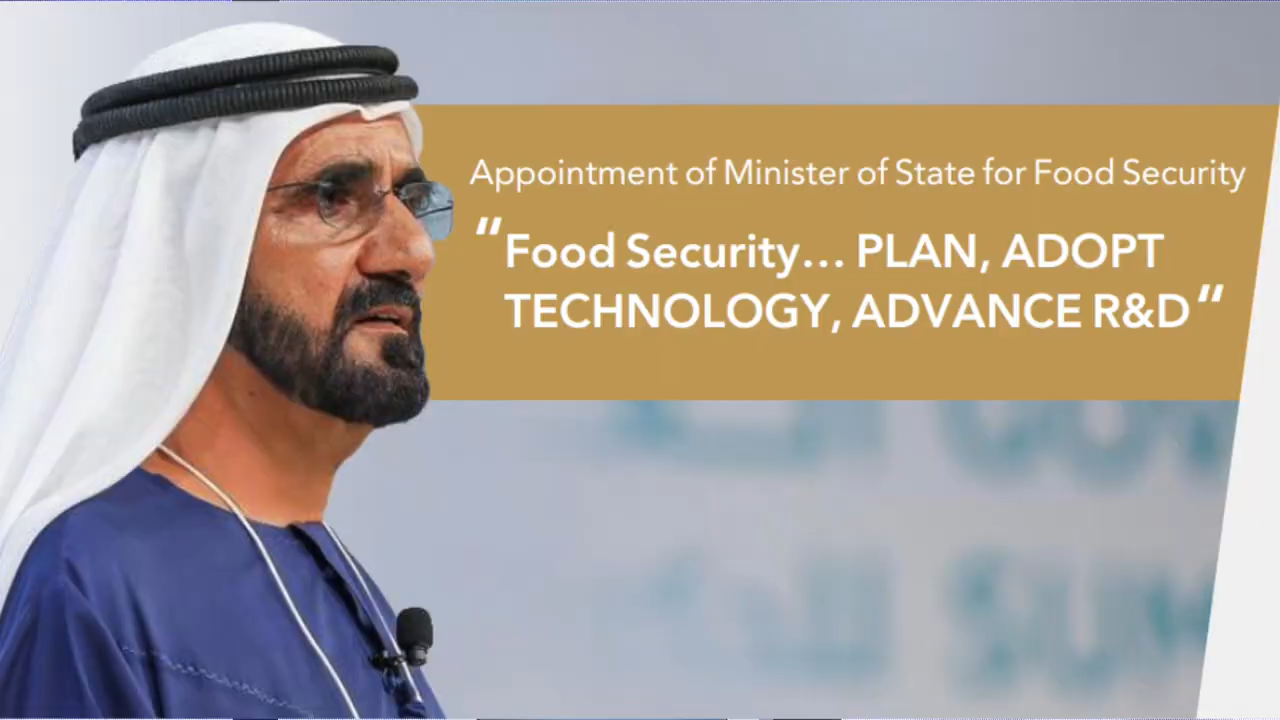 Appointment of Minister of State for Food Security
“Food Security... PLAN, ADOPT
TECHNOLOGY, ADVANCE R&D“